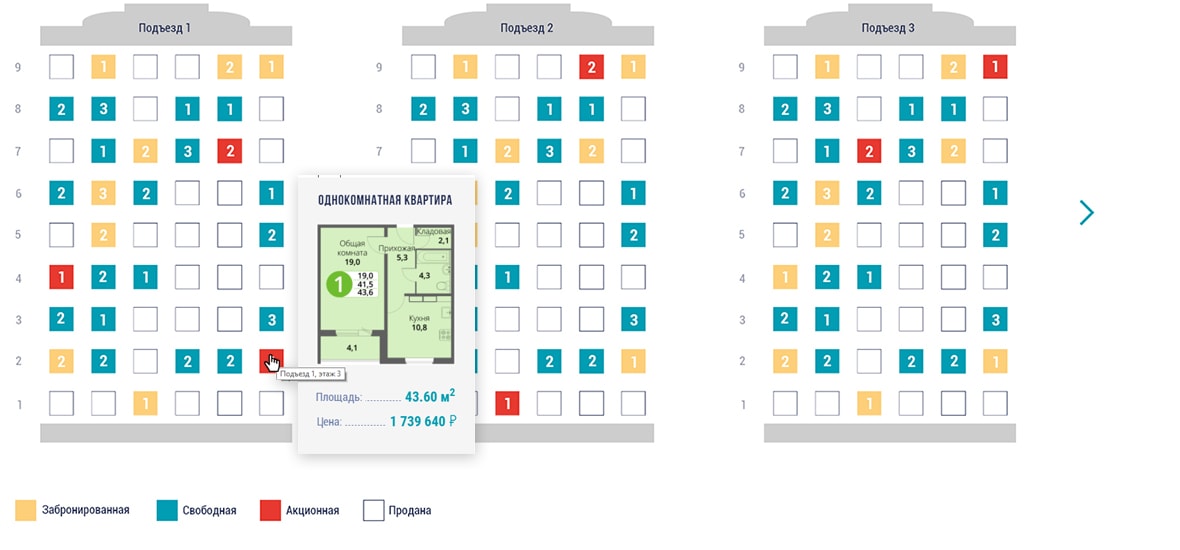 Подъезд 1 Подъезд 2 Подъезд 3
9 1 2 1 9 1 2 1 9 1 2 1
8 2 3 1 1 8 2 3 1 1 8 2 3 1 1
7 1 2 3 2 7 1 2 3 2 7 1 2 3 2
6 2 3 2 1 2 1 6 2 3 2 1
5 2 2 2 5 2 2
4 1 2 1 1 4 1 2 1
3 2 1 3 3 3 2 1 3
2 2 2 2 2 2 2 1 2 2 2 2 2 1
1 1 1 1 1
ОДНОКОМНАТНАЯ КВАРТИРА
Кладовая
2,1
Общая
комната
19,0
Прихожая
5,3
4,3
1
19,0
41,5
43,6
Кухня
10,8
4,1
Подъезд 1, этаж 3
Площадь: 43.60 м²
Цена: 1 739 640 ₽
Забронированная Свободная Акционная Продана